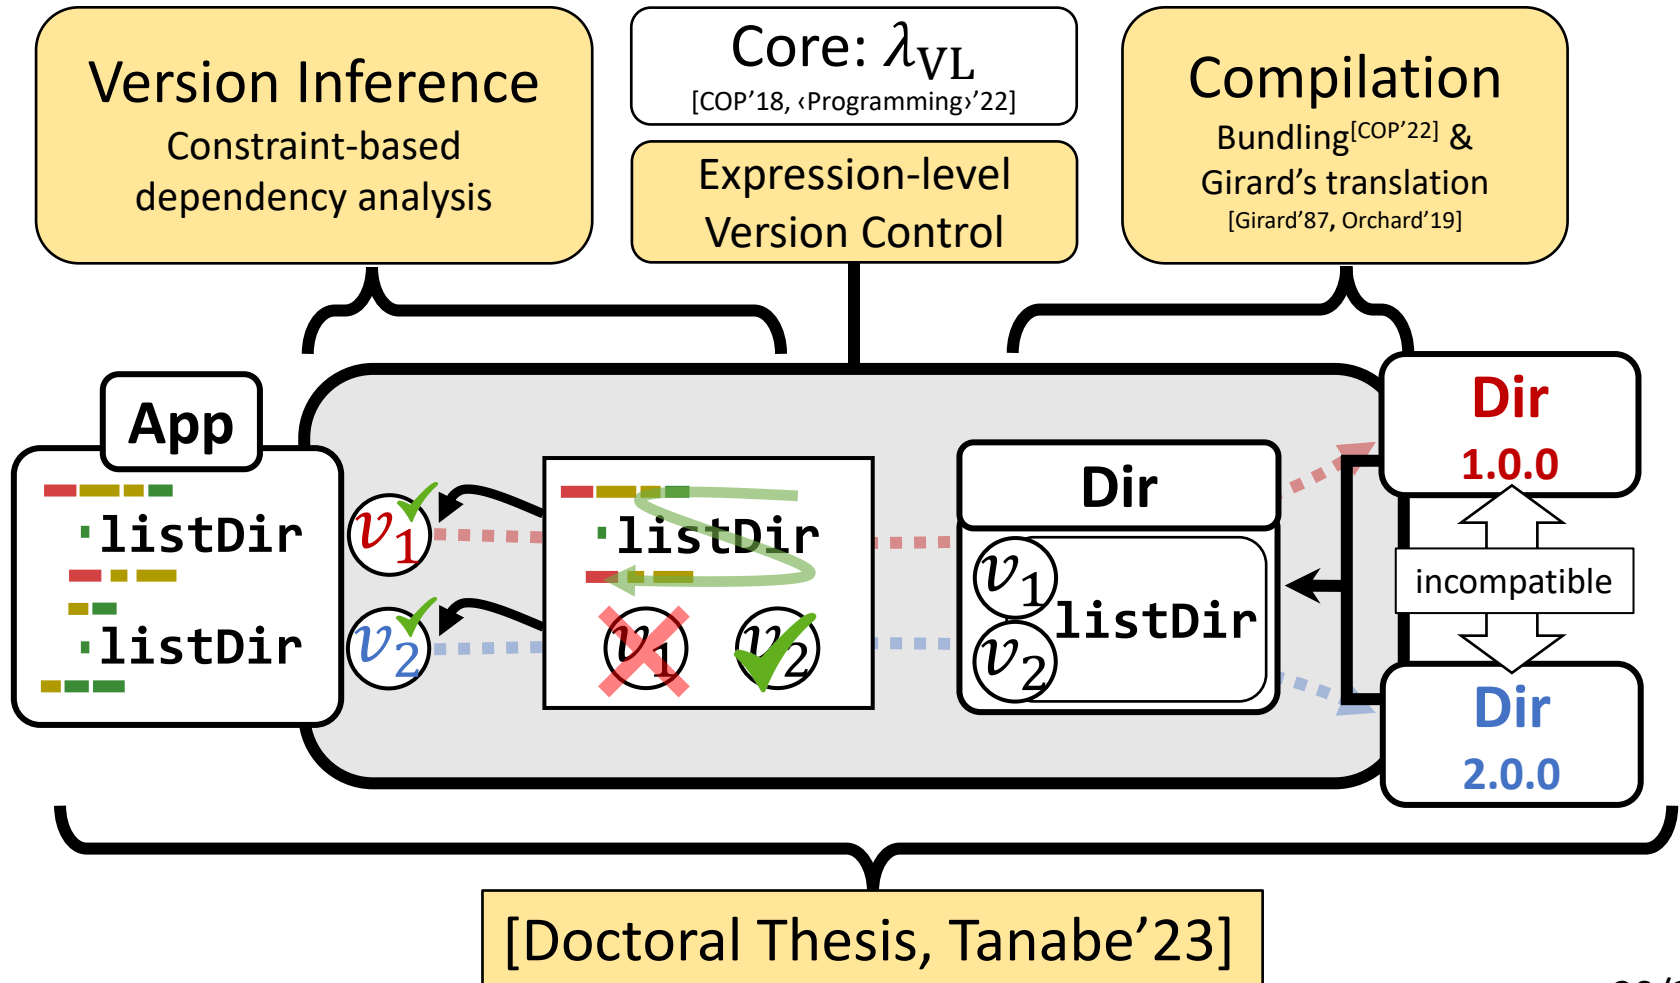 Version Inference
Constraint-based
dependency analysis
Core: λVL
[COP'18, ‹Programming›'22]
Expression-level
Version Control
Compilation
Bundling[COP'22] &
Girard's translation
[Girard'87, Orchard'19]
App
·listDir
·listDir
v1
v2
·listDir
v1
v2
Dir
v1
v2
listDir
Dir
1.0.0
incompatible
Dir
2.0.0
[Doctoral Thesis, Tanabe'23]